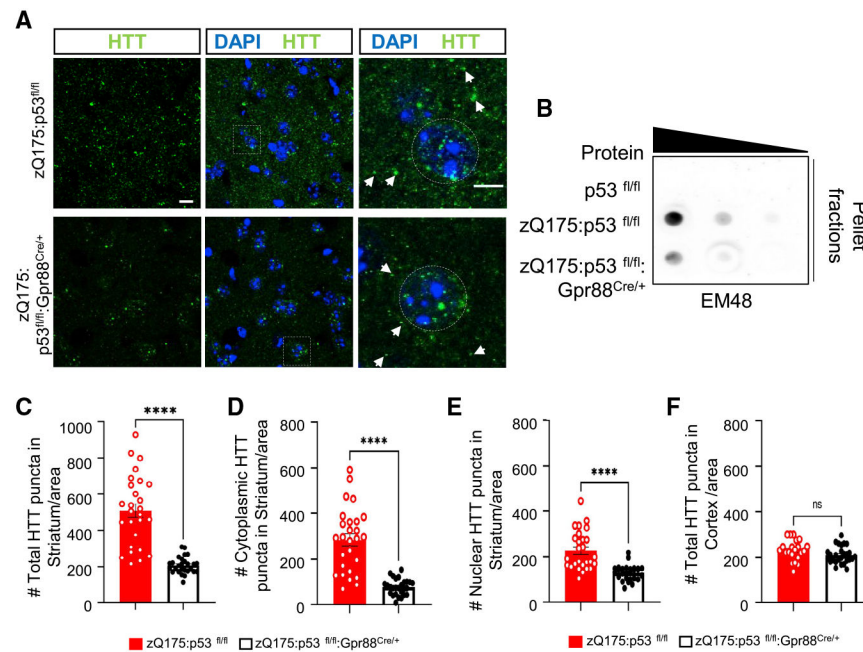 A
HTT
DAPI HTT
DAPI HTT
zQ175:p53fl/fl
zQ175:
p53fl/fl:Gpr88Cre/+
B
Protein
p53 fl/fl
zQ175:p53 fl/fl
zQ175:p53 fl/fl:
Gpr88Cre/+
Pellet
fractions
EM48
C
# Total HTT puncta in
Striatum/area
1000
800
600
400
200
0
****
D
# Cytoplasmic HTT
puncta in Striatum/area
800
600
400
200
0
****
E
# Nuclear HTT puncta in
Striatum/area
800
600
400
200
0
****
F
# Total HTT puncta in
Cortex /area
800
600
400
200
0
ns
zQ175:p53 fl/fl
zQ175:p53 fl/fl:Gpr88Cre/+
zQ175:p53 fl/fl
zQ175:p53 fl/fl:Gpr88Cre/+